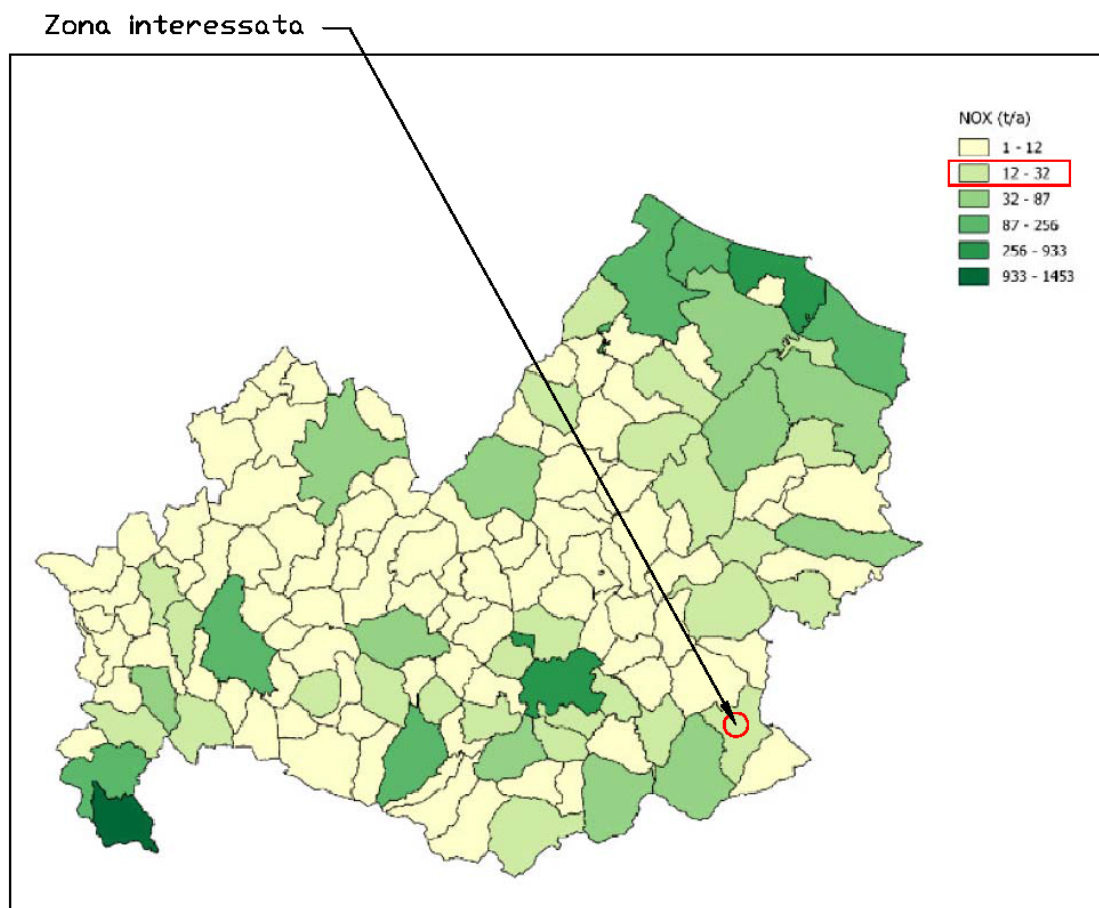 Zona interessata
NOX (t/a)
1 - 12
12 - 32
32 - 87
87 - 256
256 - 933
933 - 1453